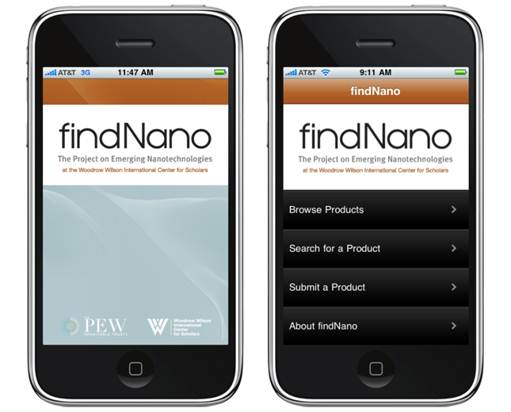 AT&T 3G 11:47 AM
findNano
The Project on Emerging Nanotechnologies
at the Woodrow Wilson International Center for Scholars
PEW
Woodrow Wilson
International
Center
for Scholars
AT&T 9:11 AM
findNano
findNano
The Project on Emerging Nanotechnologies
at the Woodrow Wilson International Center for Scholars
Browse Products
Search for a Product
Submit a Product
About findNano